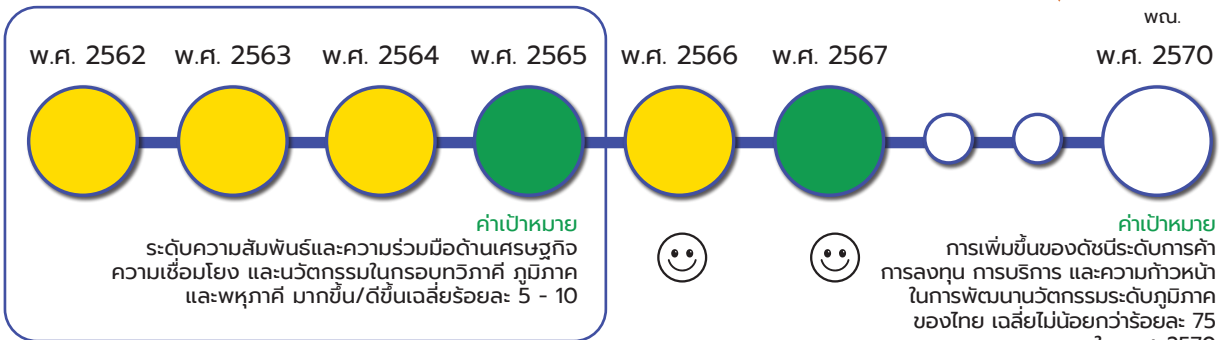 พณ.
พ.ศ. 2562 พ.ศ. 2563 พ.ศ. 2564 พ.ศ. 2565 พ.ศ. 2566 พ.ศ. 2567 พ.ศ. 2570
ค่าเป้าหมาย
ระดับความสัมพันธ์และความร่วมมือด้านเศรษฐกิจ
ความเชื่อมโยง และนวัตกรรมในกรอบทวิภาคี ภูมิภาค
และพหุภาคี มากขึ้น/ดีขึ้นเฉลี่ยร้อยละ 5 - 10
ค่าเป้าหมาย
การเพิ่มขึ้นของดัชนีระดับการค้า
การลงทุน การบริการ และความก้าวหน้า
ในการพัฒนานวัตกรรมระดับภูมิภาค
ของไทย เฉลี่ยไม่น้อยกว่าร้อยละ 75